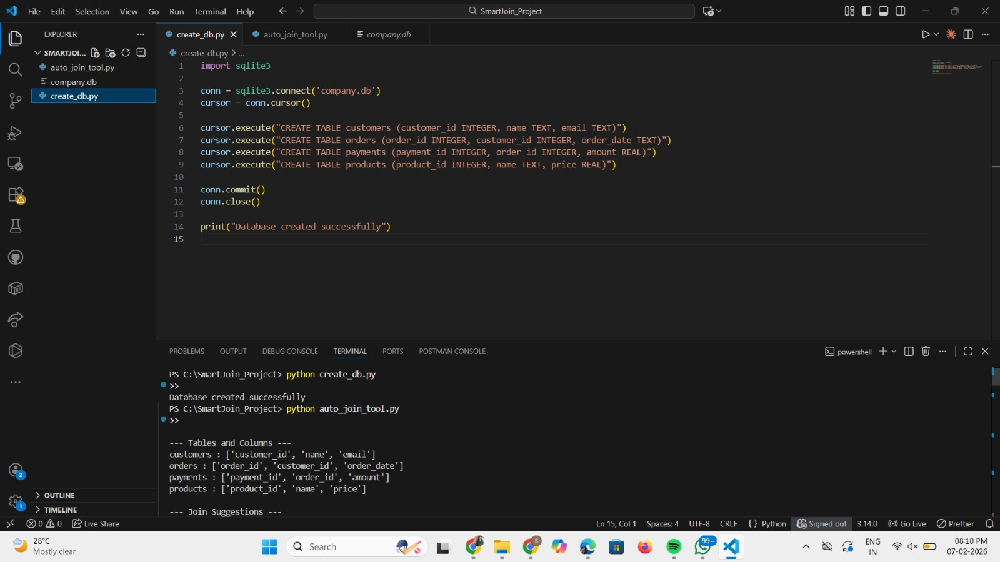 File Edit Selection View Go Run Terminal Help
SmartJoin_Project
EXPLORER
SMARTJOI...
auto_join_tool.py
company.db
create_db.py
OUTLINE
TIMELINE
create_db.py
auto_join_tool.py
company.db
create_db.py > ...
1 import sqlite3
2
3 conn = sqlite3.connect('company.db')
4 cursor = conn.cursor()
5
6 cursor.execute("CREATE TABLE customers (customer_id INTEGER, name TEXT, email TEXT)")
7 cursor.execute("CREATE TABLE orders (order_id INTEGER, customer_id INTEGER, order_date TEXT)")
8 cursor.execute("CREATE TABLE payments (payment_id INTEGER, order_id INTEGER, amount REAL)")
9 cursor.execute("CREATE TABLE products (product_id INTEGER, name TEXT, price REAL)")
10
11 conn.commit()
12 conn.close()
13
14 print("Database created successfully")
15
PROBLEMS OUTPUT DEBUG CONSOLE TERMINAL PORTS POSTMAN CONSOLE
powershell
PS C:\SmartJoin_Project> python create_db.py
>>
Database created successfully
PS C:\SmartJoin_Project> python auto_join_tool.py
>>
--- Tables and Columns ---
customers : ['customer_id', 'name', 'email']
orders : ['order_id', 'customer_id', 'order_date']
payments : ['payment_id', 'order_id', 'amount']
products : ['product_id', 'name', 'price']
--- Join Suggestions ---
2
1
0 0 Live Share
Ln 15, Col 1 Spaces: 4 UTF-8 CRLF {} Python Signed out 3.14.0 Go Live Prettier
28°C
Mostly clear
Search
S
99+
ENG
IN
08:10 PM
07-02-2026